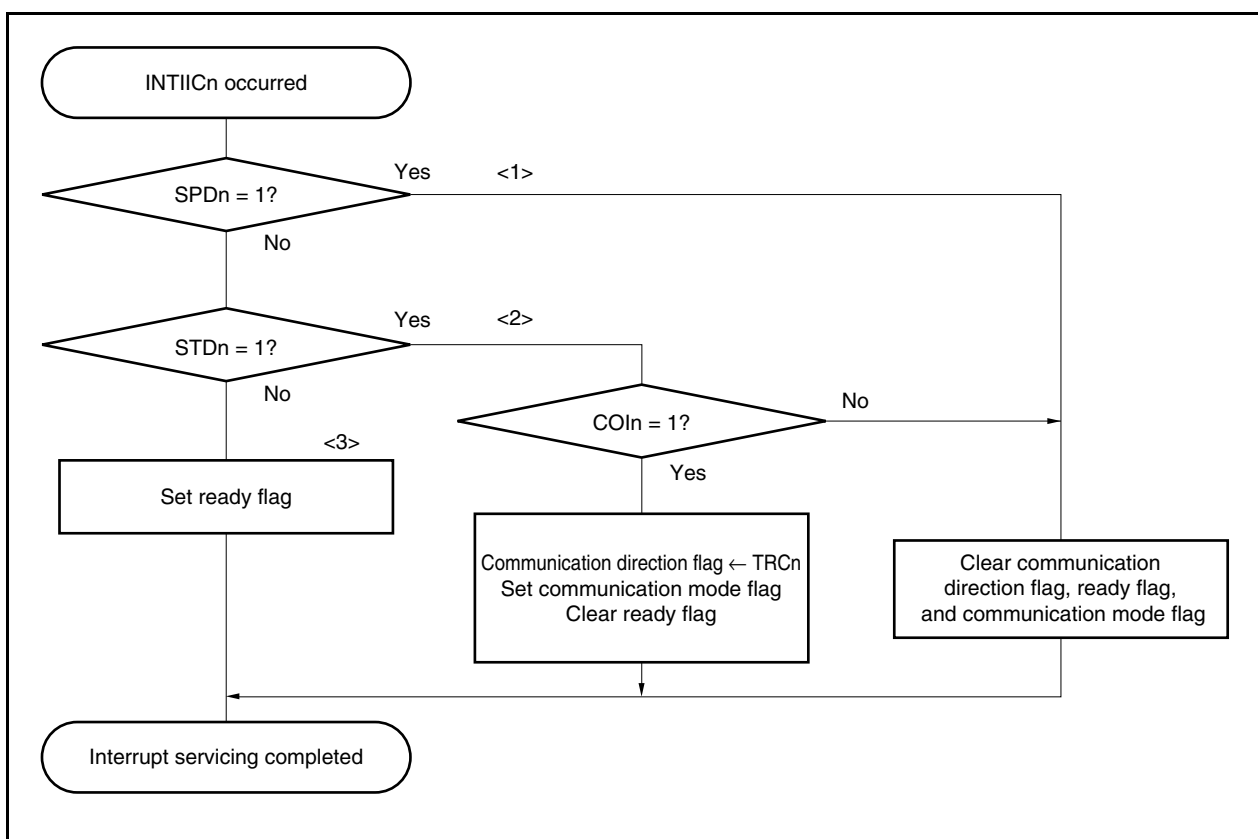 INTIICn occurred
Yes
<1>
SPDn = 1?
No
Yes
<2>
STDn = 1?
No
No
COIn = 1?
<3>
Yes
Set ready flag
Communication direction flag ← TRCn
Set communication mode flag
Clear ready flag
Clear communication
direction flag, ready flag,
and communication mode flag
Interrupt servicing completed